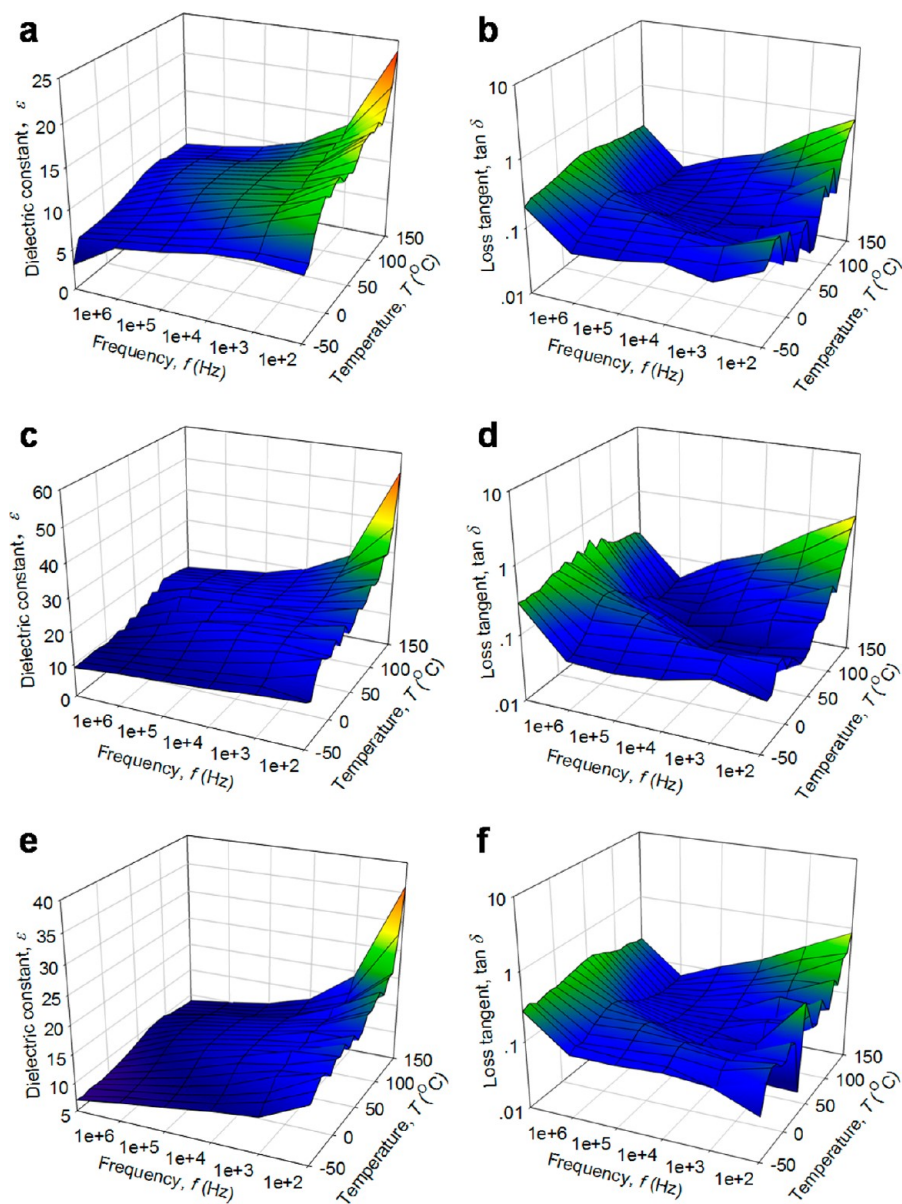 a
25
20
15
10
5
0
Dielectric constant, ε
1e+6
1e+5
1e+4
1e+3
1e+2
Frequency, f (Hz)
150
100
50
0
-50
Temperature, T (°C)
b
10
1
.1
.01
Loss tangent, tan δ
1e+6
1e+5
1e+4
1e+3
1e+2
Frequency, f (Hz)
150
100
50
0
-50
Temperature, T (°C)
c
60
50
40
30
20
10
0
Dielectric constant, ε
1e+6
1e+5
1e+4
1e+3
1e+2
Frequency, f (Hz)
150
100
50
0
-50
Temperature, T (°C)
d
10
1
.1
.01
Loss tangent, tan δ
1e+6
1e+5
1e+4
1e+3
1e+2
Frequency, f (Hz)
150
100
50
0
-50
Temperature, T (°C)
e
40
35
30
25
20
15
10
5
Dielectric constant, ε
1e+6
1e+5
1e+4
1e+3
1e+2
Frequency, f (Hz)
150
100
50
0
-50
Temperature, T (°C)
f
10
1
.1
.01
Loss tangent, tan δ
1e+6
1e+5
1e+4
1e+3
1e+2
Frequency, f (Hz)
150
100
50
0
-50
Temperature, T (°C)